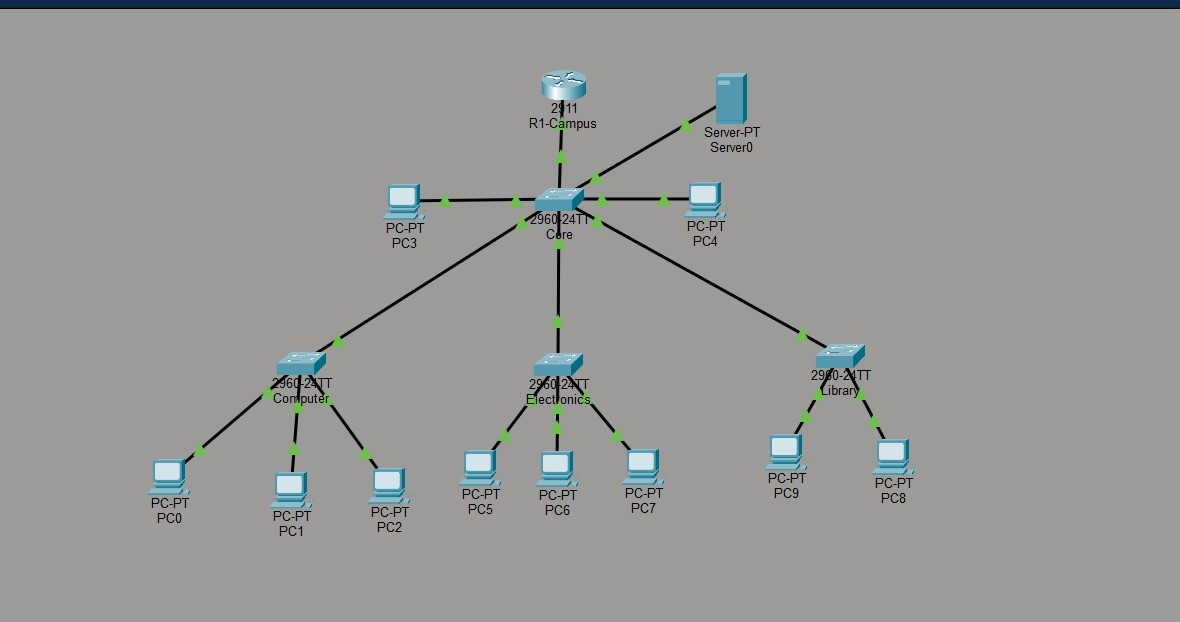 2911
R1-Campus
Server-PT
Server0
PC-PT
PC3
2960-24TT
Core
PC-PT
PC4
2960-24TT
Computer
2960-24TT
Electronics
2960-24TT
Library
PC-PT
PC0
PC-PT
PC1
PC-PT
PC2
PC-PT
PC5
PC-PT
PC6
PC-PT
PC7
PC-PT
PC9
PC-PT
PC8